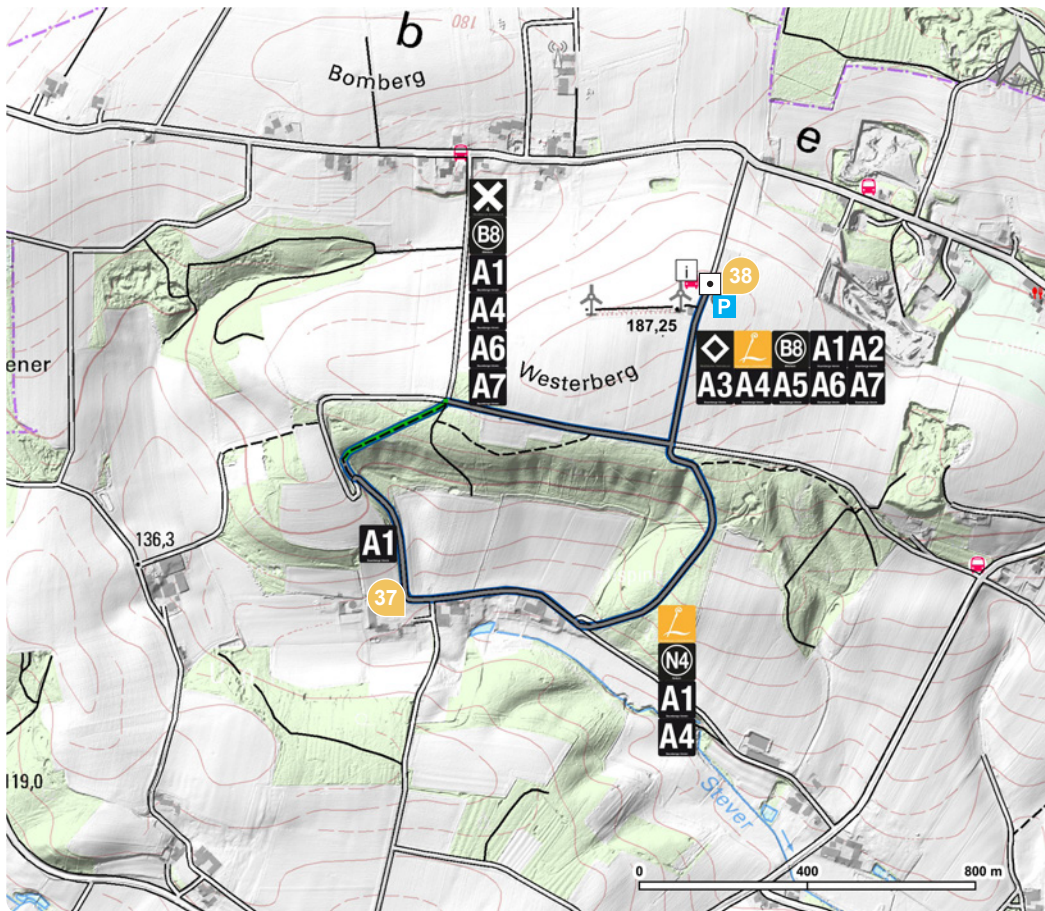 180
b
Bomberg
e
B8
A1
A4
A6
A7
i
38
P
187,25
Westerberg
B8 A1 A2
A3 A4 A5 A6 A7
ener
136,3
A1
37
L
N4
A1
A4
119,0
Stever
0 400 800 m